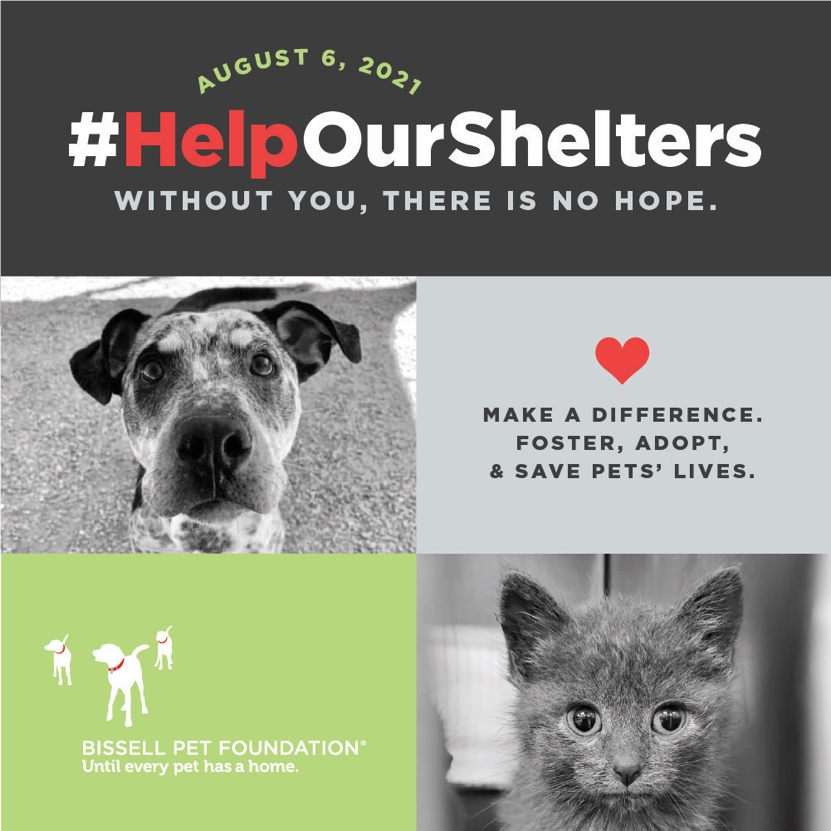 AUGUST 6, 2021
#HelpOurShelters
WITHOUT YOU, THERE IS NO HOPE.
MAKE A DIFFERENCE.
FOSTER, ADOPT,
& SAVE PETS’ LIVES.
BISSELL PET FOUNDATION®
Until every pet has a home.